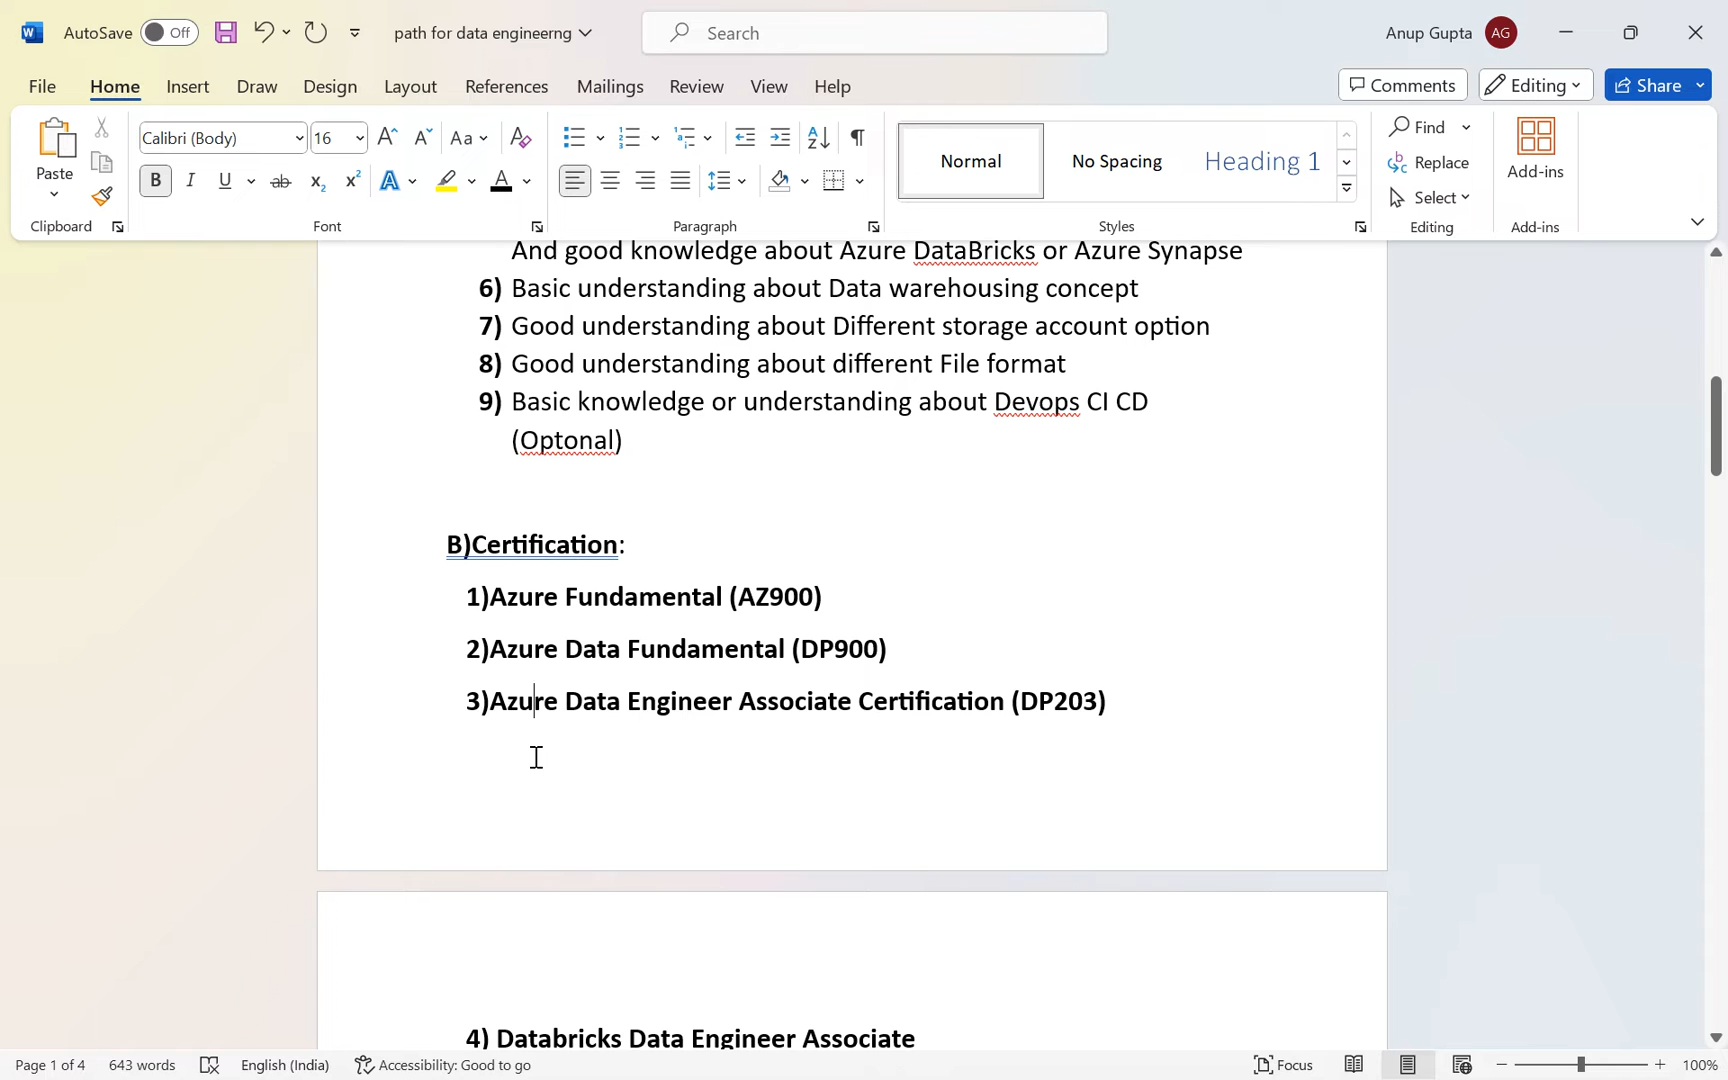 AutoSave Off path for data engineerng Search Anup Gupta AG
File Home Insert Draw Design Layout References Mailings Review View Help Comments Editing Share
Paste Calibri (Body) 16 Aa Normal No Spacing Heading 1 Find Replace Select Add-ins
Clipboard Font Paragraph Styles Editing Add-ins
And good knowledge about Azure DataBricks or Azure Synapse
6) Basic understanding about Data warehousing concept
7) Good understanding about Different storage account option
8) Good understanding about different File format
9) Basic knowledge or understanding about Devops CI CD
(Optonal)
B)Certification:
1)Azure Fundamental (AZ900)
2)Azure Data Fundamental (DP900)
3)Azure Data Engineer Associate Certification (DP203)
4) Databricks Data Engineer Associate
Page 1 of 4 643 words English (India) Accessibility: Good to go Focus 100%